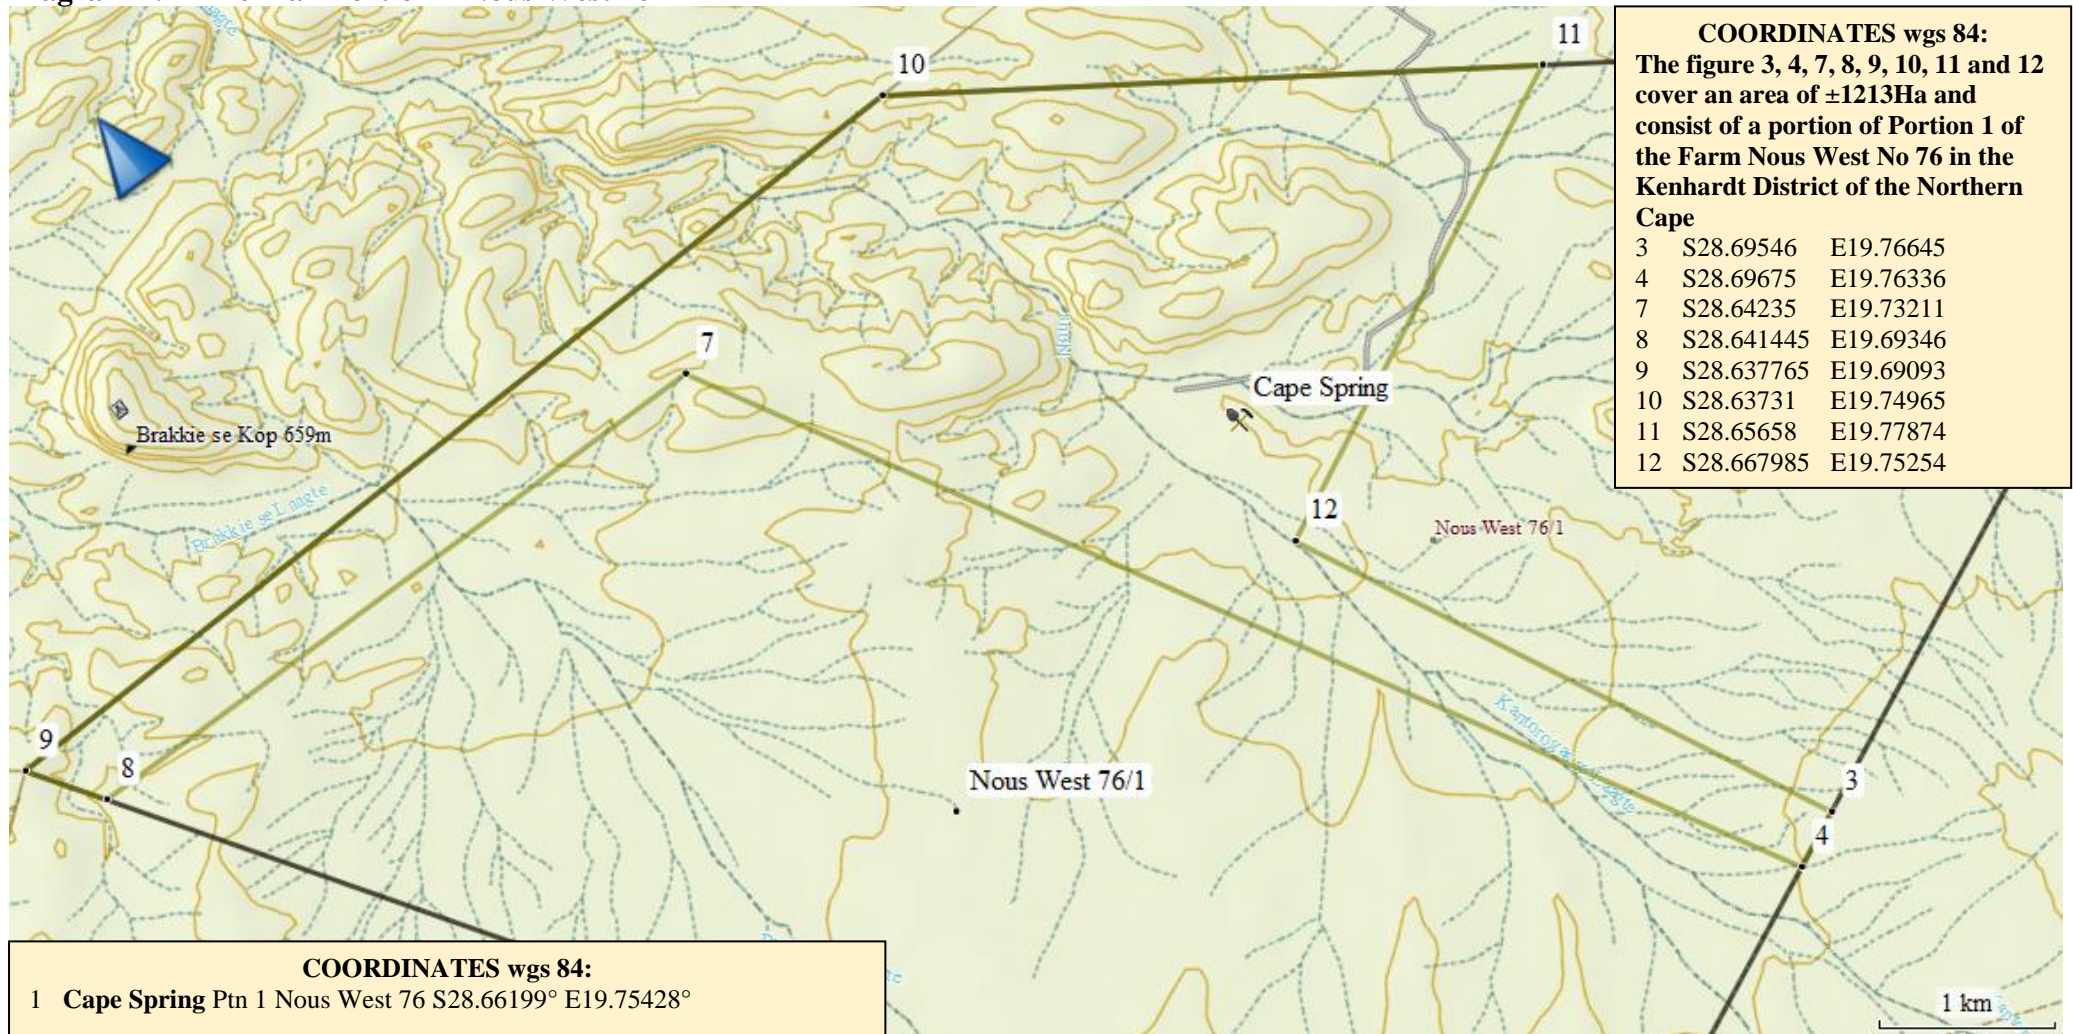 11
10
COORDINATES wgs 84:
The figure 3, 4, 7, 8, 9, 10, 11 and 12
cover an area of ±1213Ha and
consist of a portion of Portion 1 of
the Farm Nous West No 76 in the
Kenhardt District of the Northern
Cape
3 S28.69546 E19.76645
4 S28.69675 E19.76336
7 S28.64235 E19.73211
8 S28.641445 E19.69346
9 S28.637765 E19.69093
10 S28.63731 E19.74965
11 S28.65658 E19.77874
12 S28.667985 E19.75254
7
Cape Spring
Brakkie se Kop 659m
Brakkie se Laagte
12
Nous West 76/1
9
8
Nous West 76/1
3
4
1 km
COORDINATES wgs 84:
1 Cape Spring Ptn 1 Nous West 76 S28.66199° E19.75428°